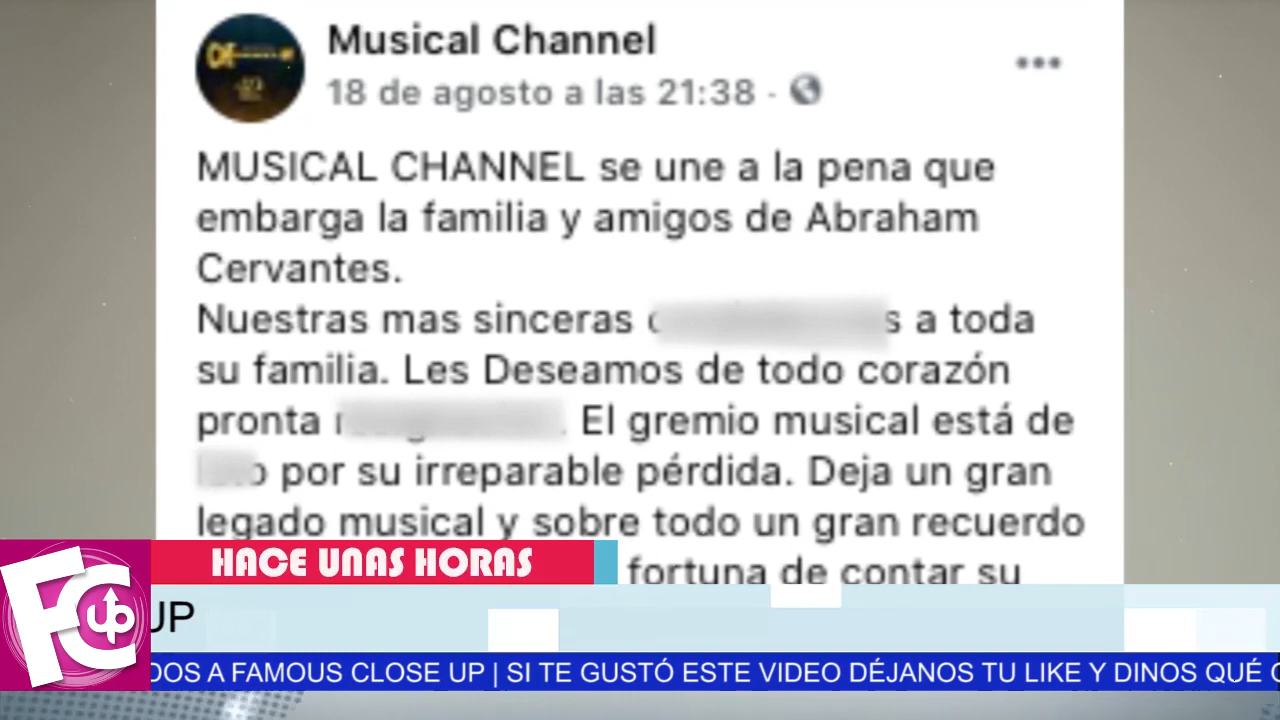 Musical Channel
18 de agosto a las 21:38 ·
MUSICAL CHANNEL se une a la pena que
embarga la familia y amigos de Abraham
Cervantes.
Nuestras mas sinceras a toda
su familia. Les Deseamos de todo corazón
pronta . El gremio musical está de
por su irreparable pérdida. Deja un gran
legado musical y sobre todo un gran recuerdo
fortuna de contar su
HACE UNAS HORAS
FC up
UP
DOS A FAMOUS CLOSE UP | SI TE GUSTÓ ESTE VIDEO DÉJANOS TU LIKE Y DINOS QUÉ